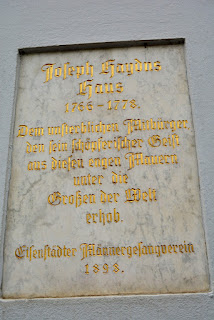 Joseph Haydns
Haus
1766-1778.
Dem unsterblichen Mitbürger
den sein schöpferischer Geist
aus diesen engen Mauern
unter die
Großen der Welt
erhob.
Eisenstädter Männergesangverein
1898.